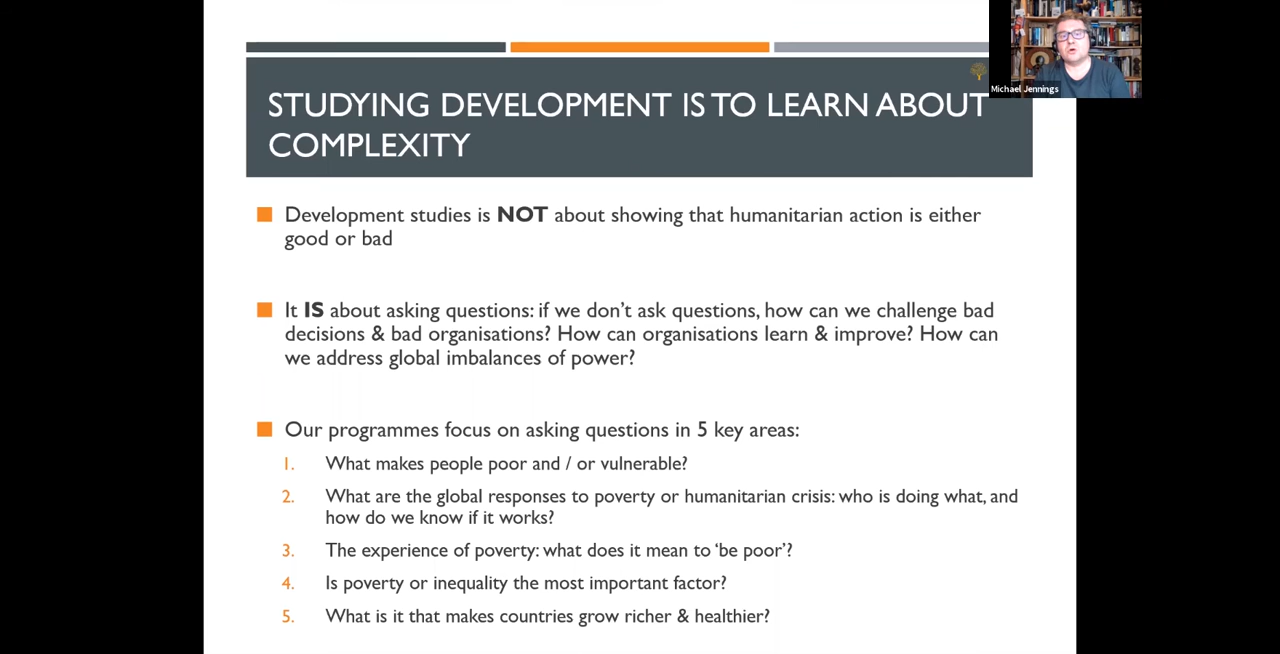 STUDYING DEVELOPMENT IS TO LEARN ABOUT
COMPLEXITY
Michael Jennings
Development studies is NOT about showing that humanitarian action is either
good or bad
It IS about asking questions: if we don’t ask questions, how can we challenge bad
decisions & bad organisations? How can organisations learn & improve? How can
we address global imbalances of power?
Our programmes focus on asking questions in 5 key areas:
1. What makes people poor and / or vulnerable?
2. What are the global responses to poverty or humanitarian crisis: who is doing what, and
how do we know if it works?
3. The experience of poverty: what does it mean to ‘be poor’?
4. Is poverty or inequality the most important factor?
5. What is it that makes countries grow richer & healthier?